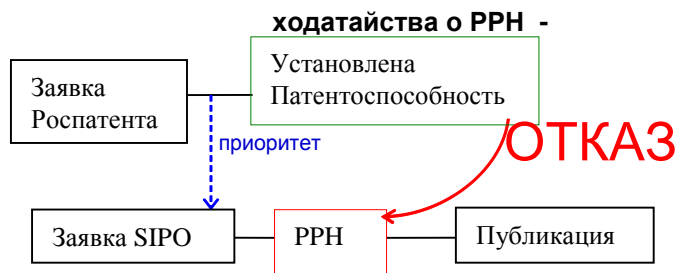 ходатайства о PPH -
Установлена
Патентоспособность
Заявка
Роспатента
приоритет
ОТКАЗ
Заявка SIPO
PPH
Публикация